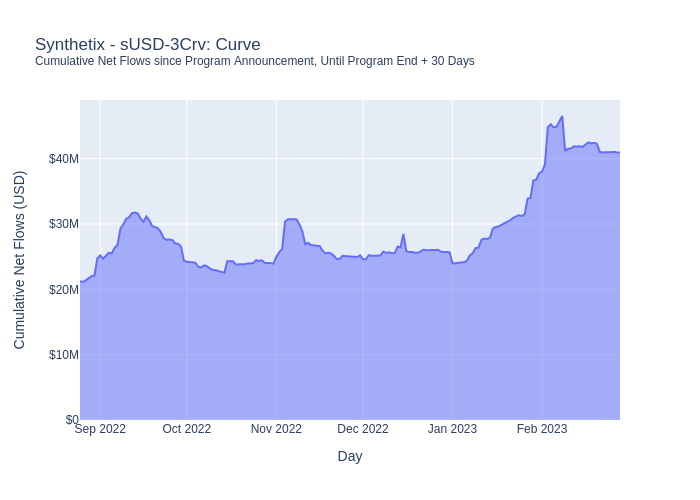 Synthetix - sUSD-3Crv: Curve
Cumulative Net Flows since Program Announcement, Until Program End + 30 Days
Cumulative Net Flows (USD)
$40M
$30M
$20M
$10M
$0
Sep 2022 Oct 2022 Nov 2022 Dec 2022 Jan 2023 Feb 2023
Day